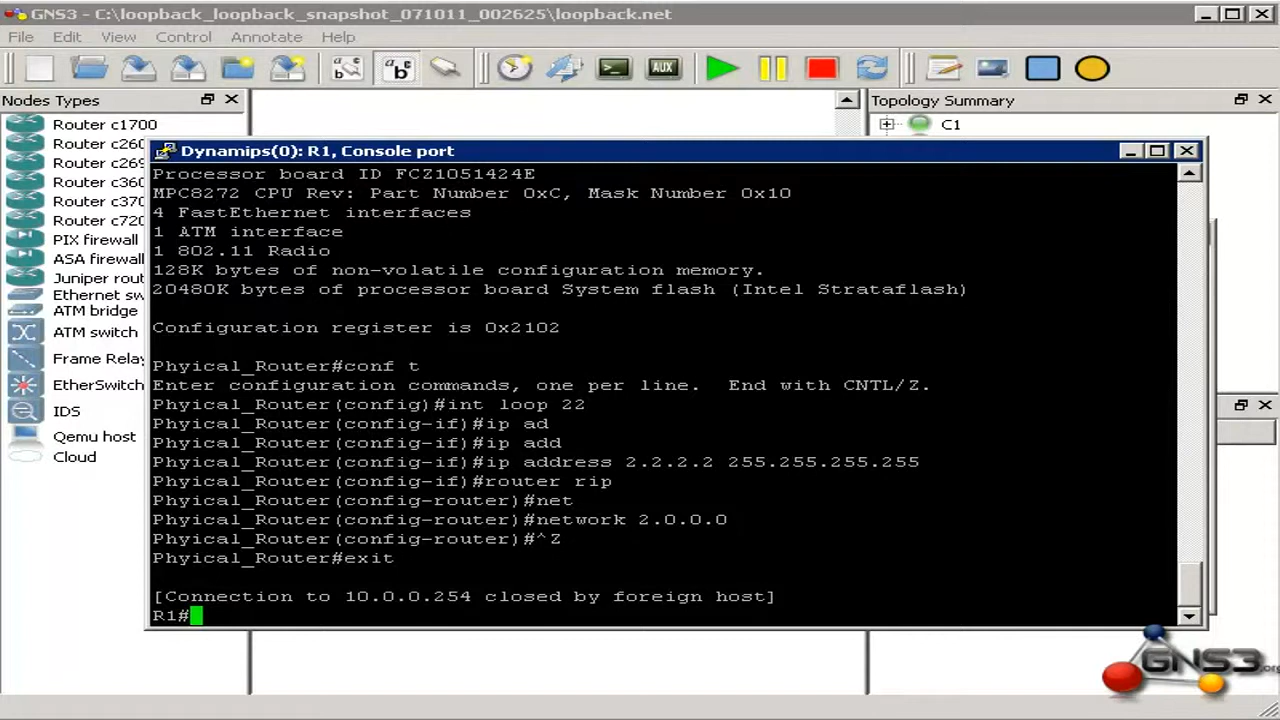 GNS3 - C:\loopback_loopback_snapshot_071011_002625\loopback.net
File Edit View Control Annotate Help
AUX
Nodes Types
Router c1700
Router c260
Router c269
Router c360
Router c370
Router c720
PIX firewall
ASA firewall
Juniper rout
Ethernet sw
ATM bridge
ATM switch
Frame Relay
EtherSwitch
IDS
Qemu host
Cloud
Topology Summary
C1
Dynamips(0): R1, Console port
Processor board ID FCZ1051424E
MPC8272 CPU Rev: Part Number 0xC, Mask Number 0x10
4 FastEthernet interfaces
1 ATM interface
1 802.11 Radio
128K bytes of non-volatile configuration memory.
20480K bytes of processor board System flash (Intel Strataflash)
Configuration register is 0x2102
Phyical_Router#conf t
Enter configuration commands, one per line.  End with CNTL/Z.
Phyical_Router(config)#int loop 22
Phyical_Router(config-if)#ip ad
Phyical_Router(config-if)#ip add
Phyical_Router(config-if)#ip address 2.2.2.2 255.255.255.255
Phyical_Router(config-if)#router rip
Phyical_Router(config-router)#net
Phyical_Router(config-router)#network 2.0.0.0
Phyical_Router(config-router)#^Z
Phyical_Router#exit
[Connection to 10.0.0.254 closed by foreign host]
R1#
GNS3.org